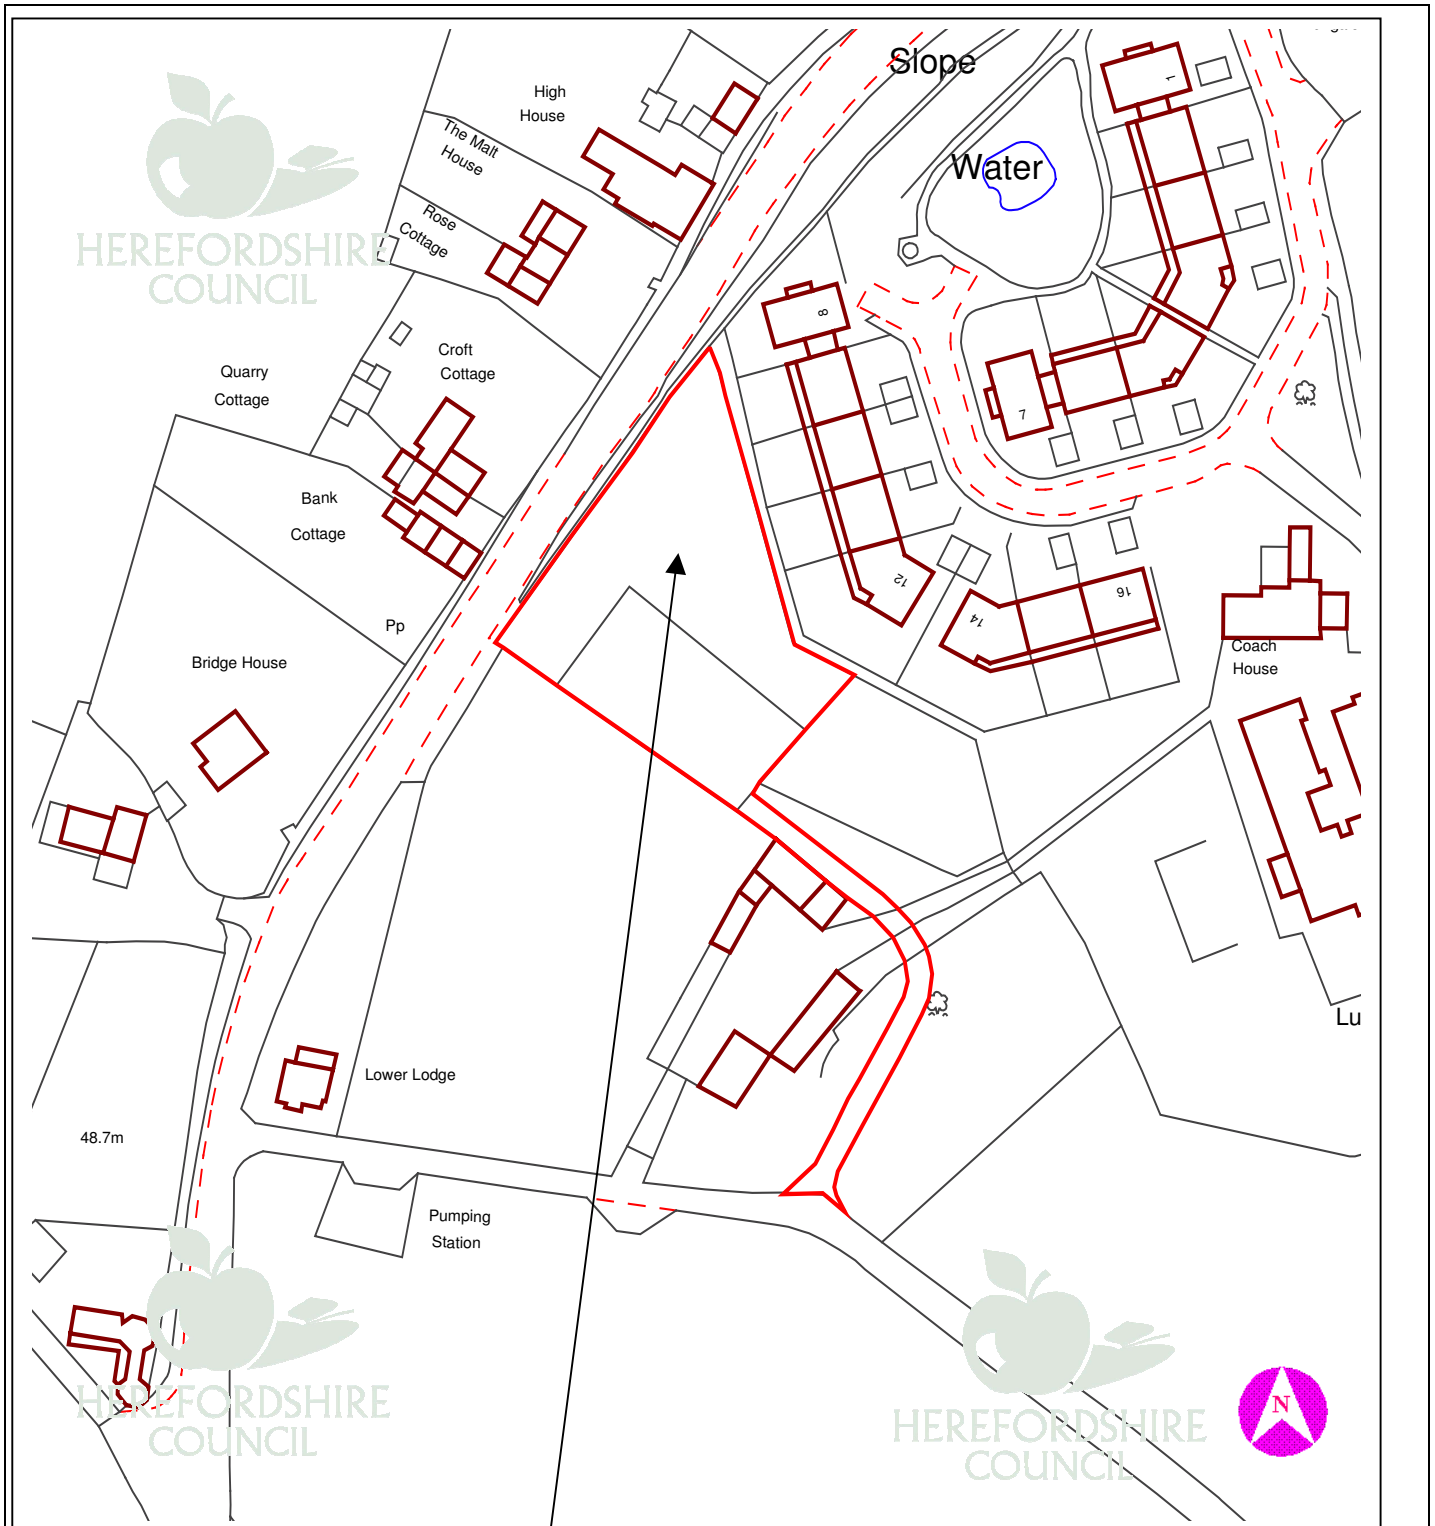 Slope
High
House
The Malt
House
Water
1
HEREFORDSHIRE
COUNCIL
Rose
Cottage
8
Croft
Cottage
Quarry
Cottage
7
Bank
Cottage
12
16
14
Pp
Bridge House
Coach
House
Lu
Lower Lodge
48.7m
Pumping
Station
HEREFORDSHIRE
COUNCIL
HEREFORDSHIRE
COUNCIL
N